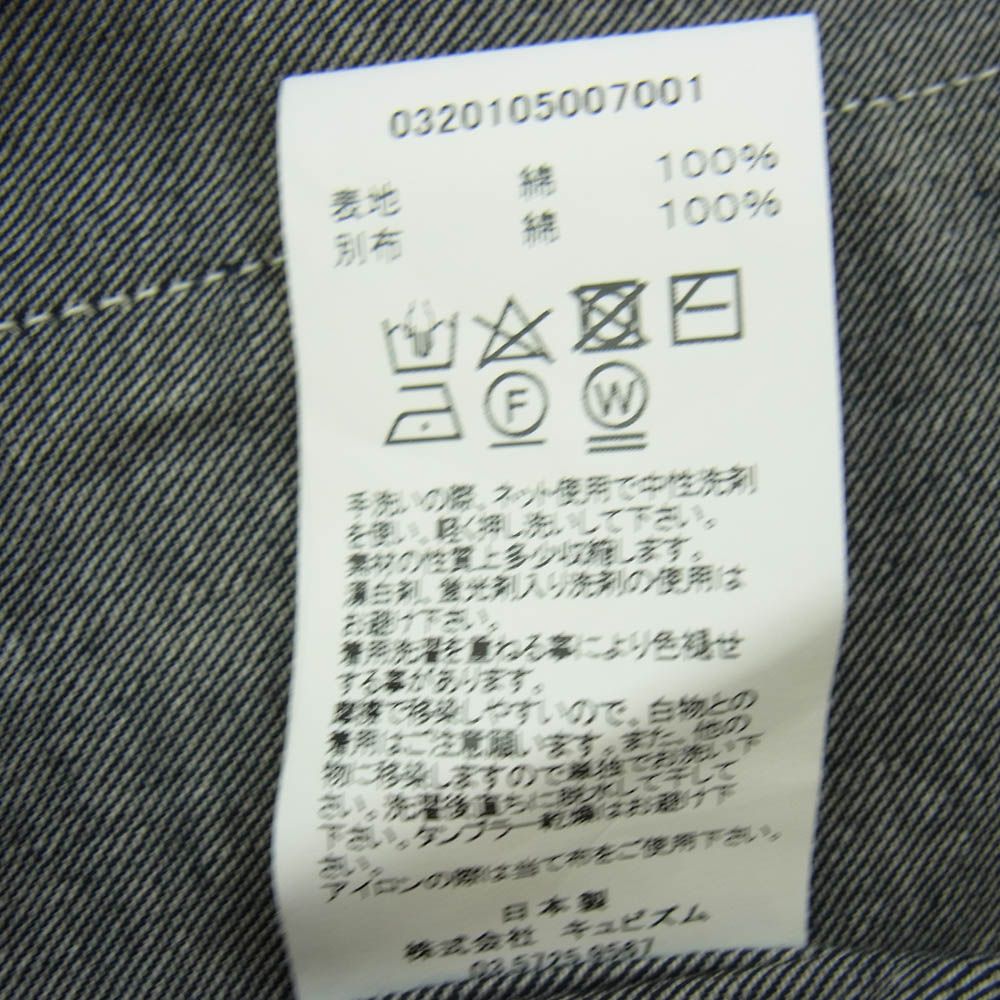 0320105007001
表地 綿 100%
別布 綿 100%
F W
手洗いの際、ネット使用で中性洗剤
を使い、軽く押し洗いして下さい。
素材の性質上多少収縮します。
漂白剤、蛍光剤入り洗剤の使用は
お避け下さい。
着用洗濯を重ねる事により色褪せ
する事があります。
摩擦で移染しやすいので、白物との
着用はご注意願います。また、他の
物に移染しますので単独でお洗い下
さい。洗濯後直ちに脱水して干して
下さい。タンブラー乾燥はお避け下
さい。
アイロンの際は当て布をご使用下さい。
日本製
株式会社 キュビズム
03 5725 9587